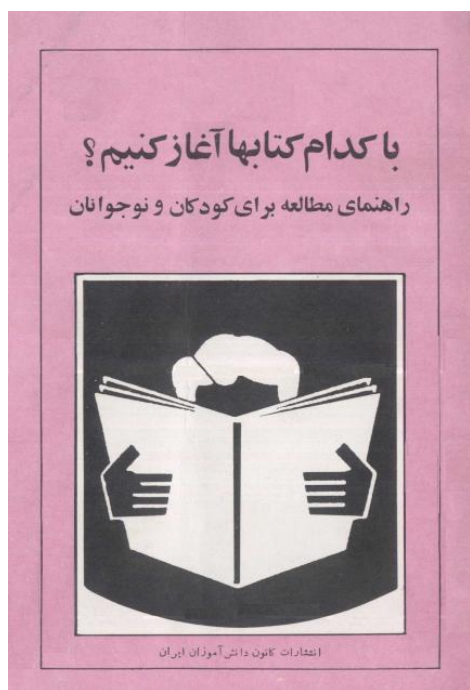 با کدام کتابها آغاز کنیم؟
راهنمای مطالعه برای کودکان و نوجوانان
انتشارات کانون دانش‌آموزان ایران